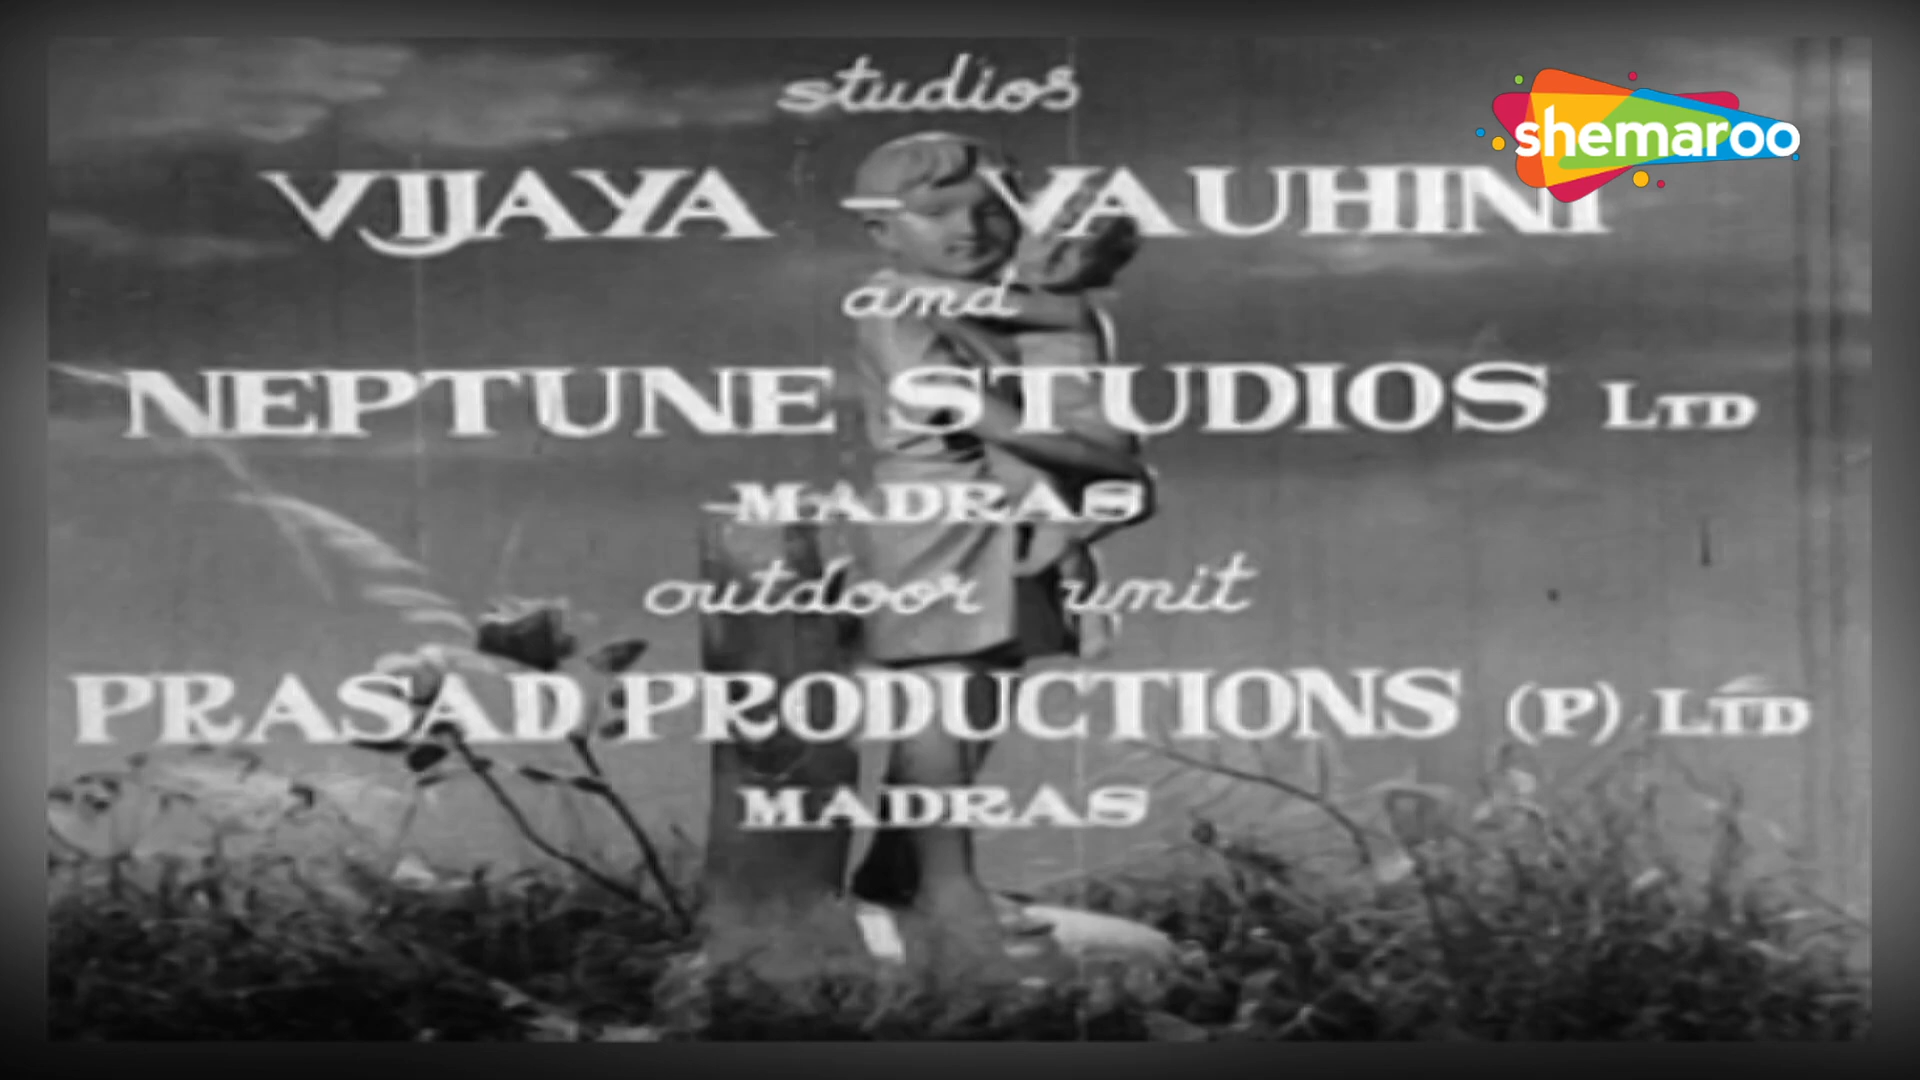 studios
shemaroo
VIJAYA - VAUHINI
and
NEPTUNE STUDIOS LTD
-MADRAS
outdoor unit
PRASAD PRODUCTIONS (P) LTD
MADRAS